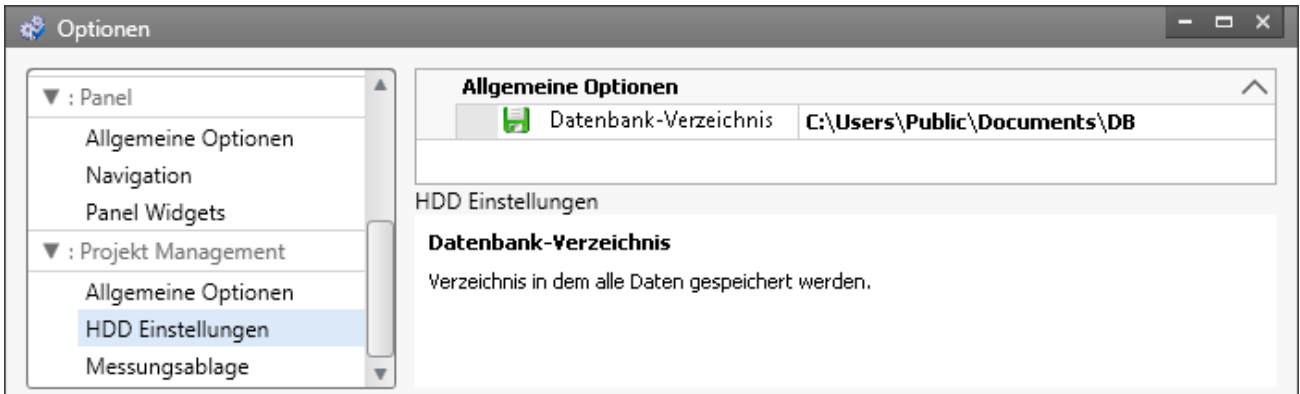 Optionen
: Panel
Allgemeine Optionen
Navigation
Panel Widgets
: Projekt Management
Allgemeine Optionen
HDD Einstellungen
Messungsablage
Allgemeine Optionen
Datenbank-Verzeichnis C:\Users\Public\Documents\DB
HDD Einstellungen
Datenbank-Verzeichnis
Verzeichnis in dem alle Daten gespeichert werden.